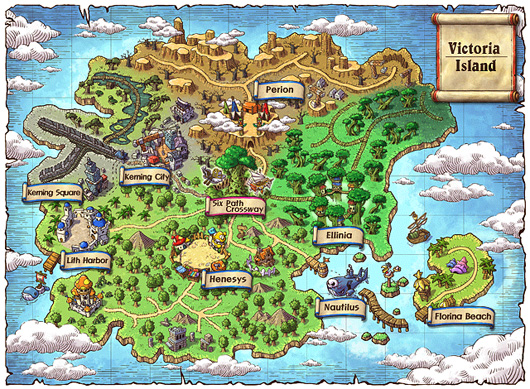 Victoria
Island
Perion
Kerning City
Kerning Square
Six Path
Crossway
Ellinia
Lith Harbor
Henesys
Nautilus
Florina Beach